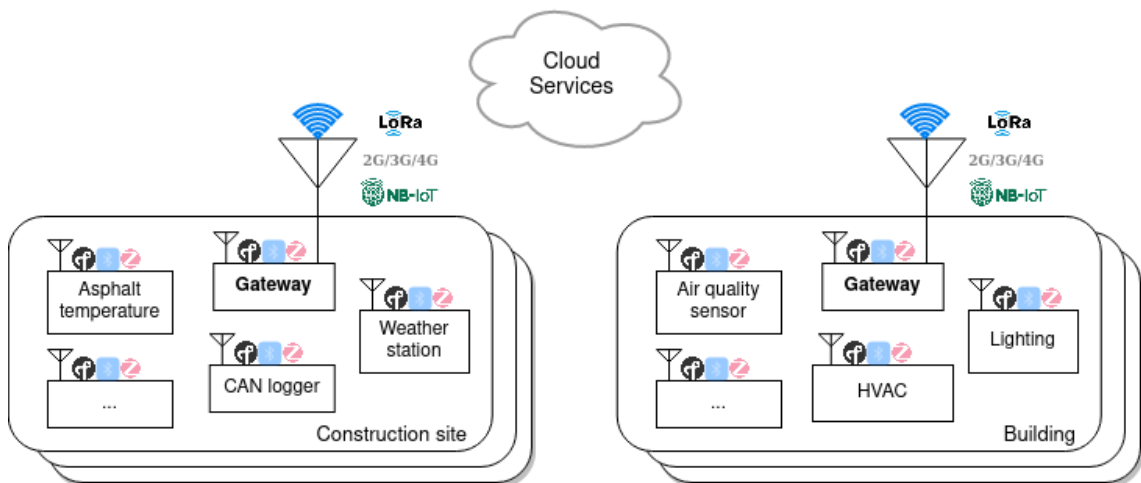 Cloud
Services
LoRa
2G/3G/4G
NB-IoT
LoRa
2G/3G/4G
NB-IoT
Asphalt
temperature
Gateway
Weather
station
...
CAN logger
Construction site
Air quality
sensor
Gateway
Lighting
...
HVAC
Building